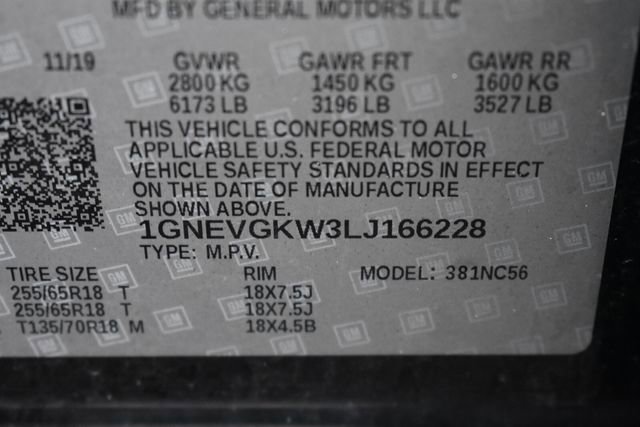 MFD BY GENERAL MOTORS LLC
11/19 GVWR GAWR FRT GAWR RR
2800 KG 1450 KG 1600 KG
6173 LB 3196 LB 3527 LB
THIS VEHICLE CONFORMS TO ALL
APPLICABLE U.S. FEDERAL MOTOR
VEHICLE SAFETY STANDARDS IN EFFECT
ON THE DATE OF MANUFACTURE
SHOWN ABOVE.
1GNEVGKW3LJ166228
TYPE: M.P.V.
TIRE SIZE RIM MODEL: 381NC56
255/65R18 T 18X7.5J
255/65R18 T 18X7.5J
T135/70R18 M 18X4.5B